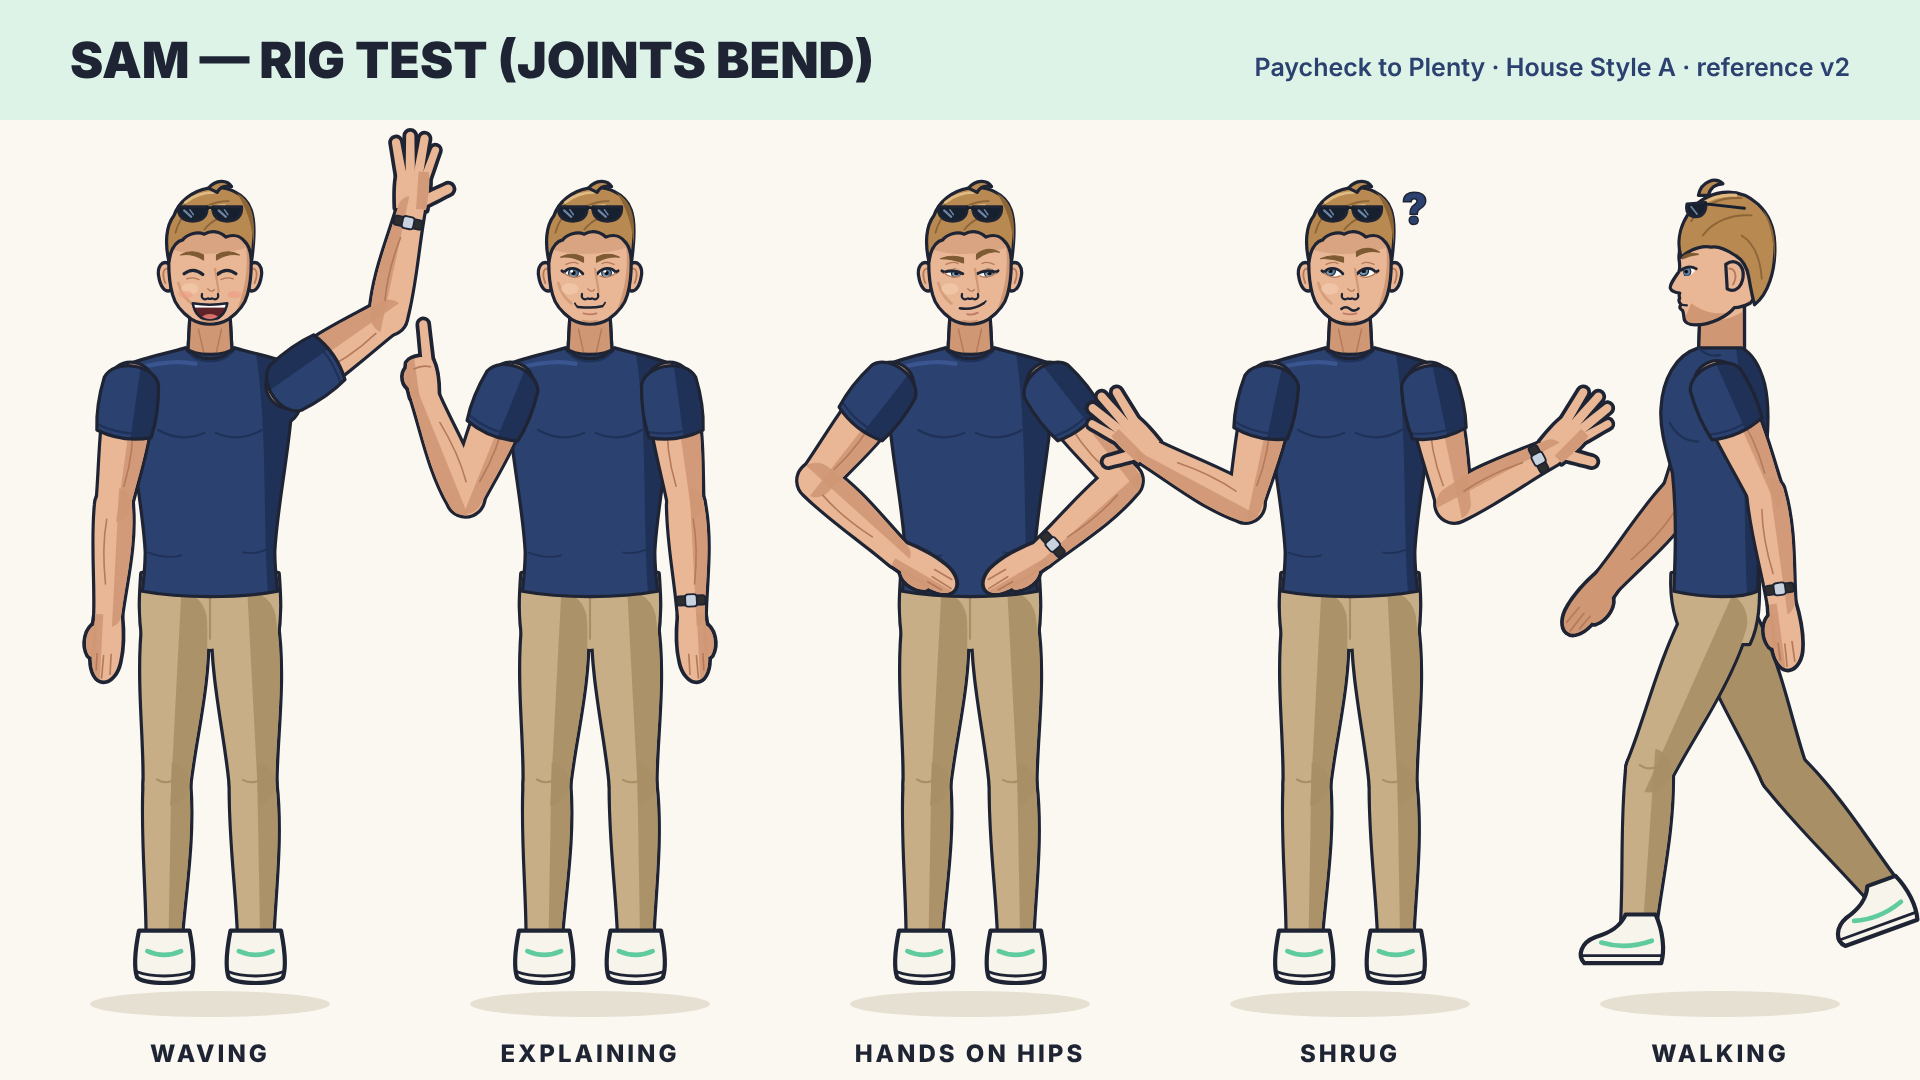 SAM — RIG TEST (JOINTS BEND)
Paycheck to Plenty · House Style A · reference v2
?
WAVING
EXPLAINING
HANDS ON HIPS
SHRUG
WALKING